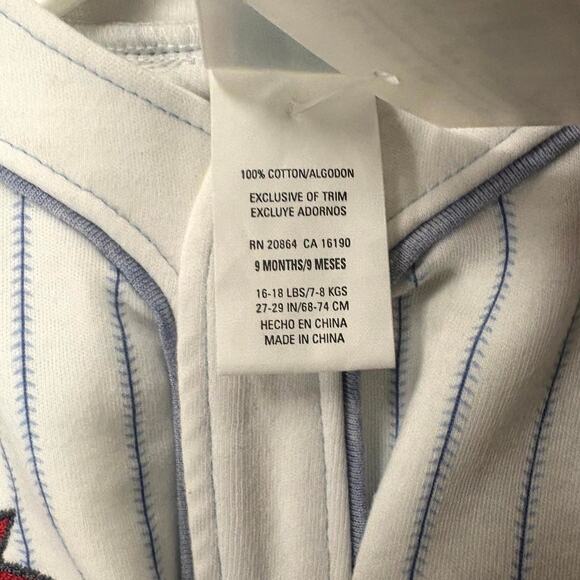 100% COTTON/ALGODON
EXCLUSIVE OF TRIM
EXCLUYE ADORNOS
RN 20864 CA 16190
9 MONTHS/9 MESES
16-18 LBS/7-8 KGS
27-29 IN/68-74 CM
HECHO EN CHINA
MADE IN CHINA